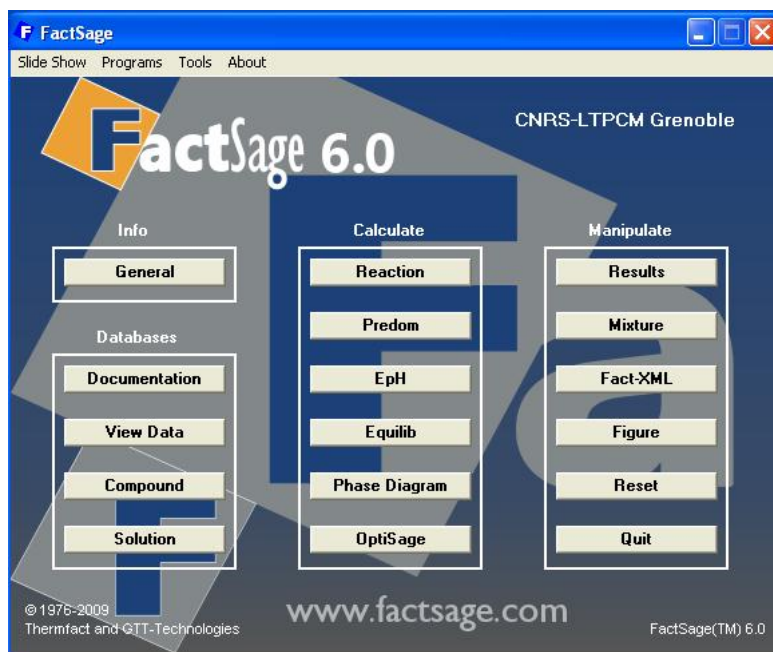 FactSage
Slide Show Programs Tools About
FactSage 6.0
CNRS-LTPCM Grenoble
Info
General
Databases
Documentation
View Data
Compound
Solution
Calculate
Reaction
Predom
EpH
Equilib
Phase Diagram
OptiSage
Manipulate
Results
Mixture
Fact-XML
Figure
Reset
Quit
© 1976-2009
Thermfact and GTT-Technologies
www.factsage.com
FactSage(TM) 6.0